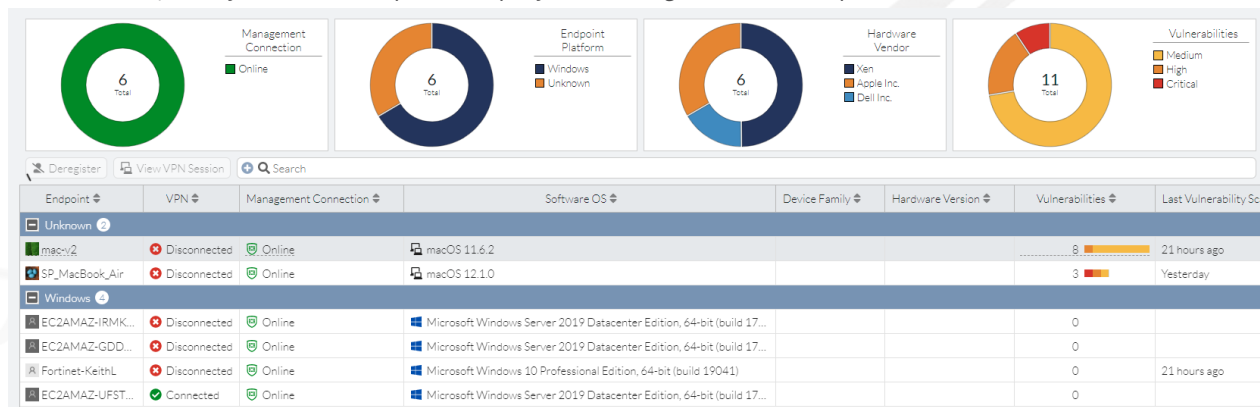 Management Connection
Online
6
Total
Endpoint Platform
Windows
Unknown
6
Total
Hardware Vendor
Xen
Apple Inc.
Dell Inc.
6
Total
Vulnerabilities
Medium
High
Critical
11
Total
Deregister View VPN Session Search
Endpoint VPN Management Connection Software OS Device Family Hardware Version Vulnerabilities Last Vulnerability Sc
Unknown 2
mac-v2 Disconnected Online macOS 11.6.2 8 21 hours ago
SP_MacBook_Air Disconnected Online macOS 12.1.0 3 Yesterday
Windows 4
EC2AMAZ-IRMK... Disconnected Online Microsoft Windows Server 2019 Datacenter Edition, 64-bit (build 17... 0
EC2AMAZ-GDD... Disconnected Online Microsoft Windows Server 2019 Datacenter Edition, 64-bit (build 17... 0
Fortinet-KeithL Disconnected Online Microsoft Windows 10 Professional Edition, 64-bit (build 19041) 0 21 hours ago
EC2AMAZ-UFST... Connected Online Microsoft Windows Server 2019 Datacenter Edition, 64-bit (build 17... 0